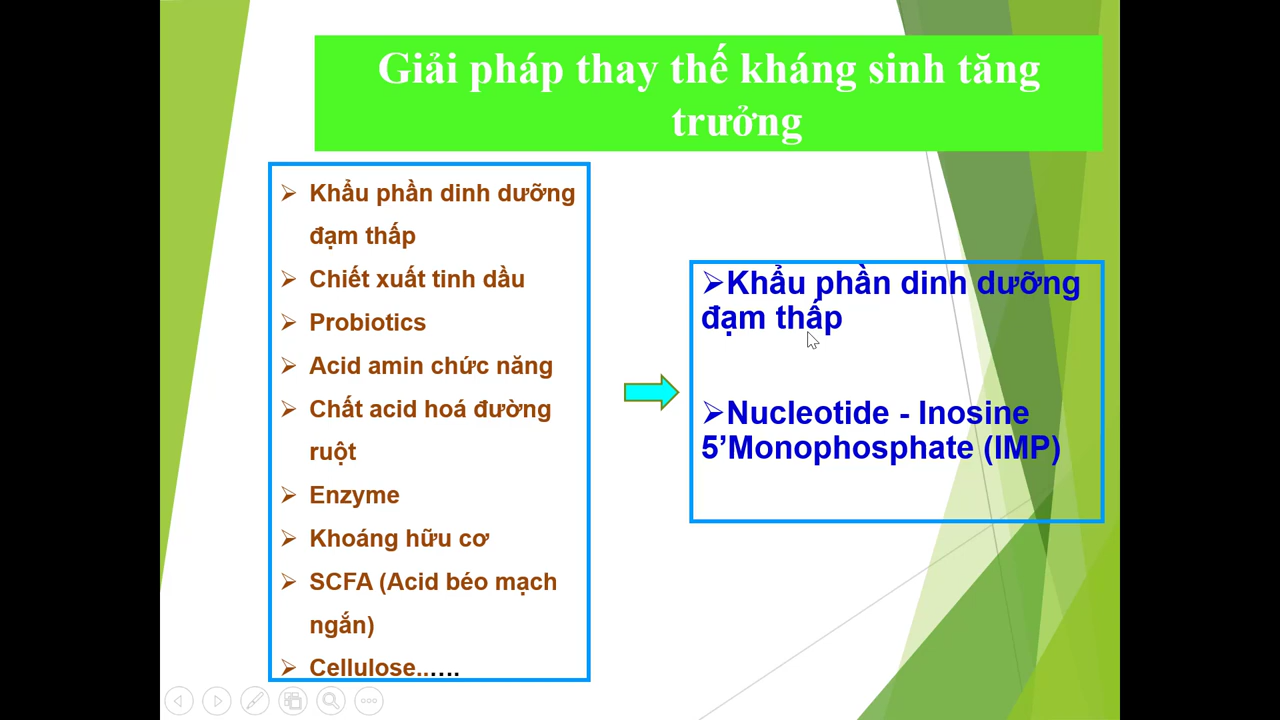 Giải pháp thay thế kháng sinh tăng
trưởng
➢ Khẩu phần dinh dưỡng
đạm thấp
➢ Chiết xuất tinh dầu
➢ Probiotics
➢ Acid amin chức năng
➢ Chất acid hoá đường
ruột
➢ Enzyme
➢ Khoáng hữu cơ
➢ SCFA (Acid béo mạch
ngắn)
➢ Cellulose……
➢Khẩu phần dinh dưỡng
đạm thấp
➢Nucleotide - Inosine
5’Monophosphate (IMP)